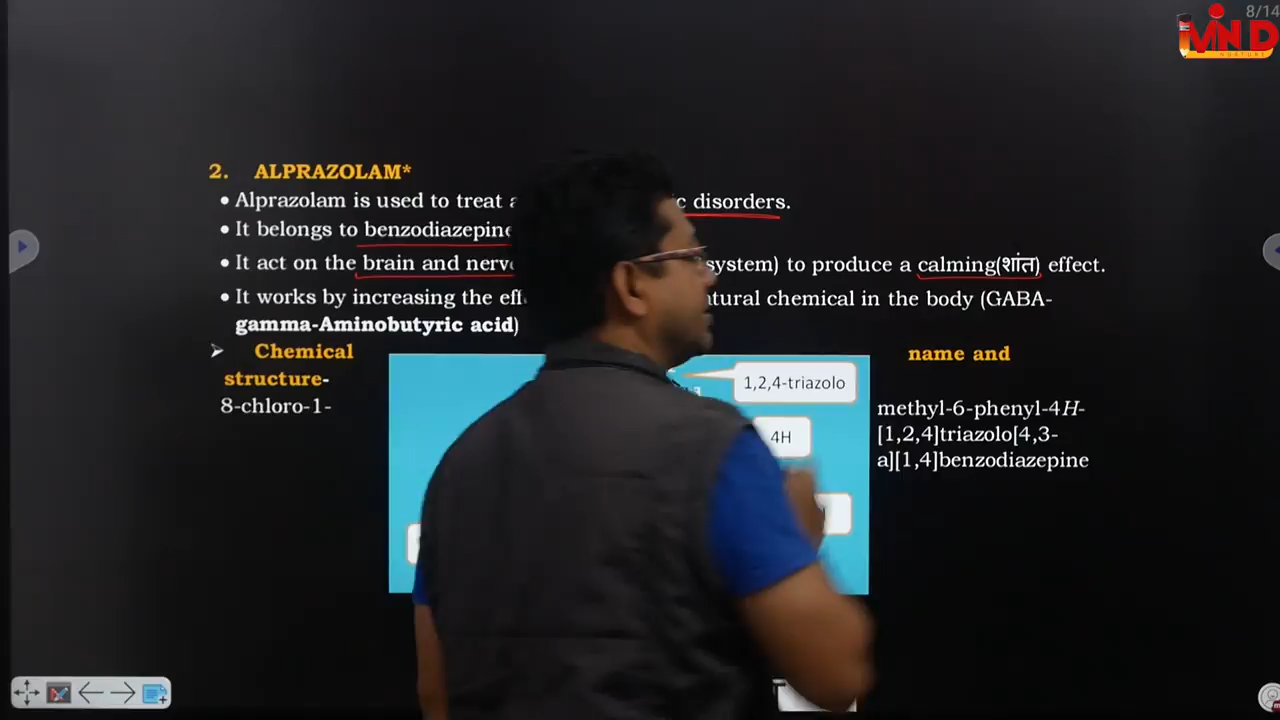 8/14
MIND
NURTURE
2. ALPRAZOLAM*
• Alprazolam is used to treat disorders.
• It belongs to benzodiazepine
• It act on the brain and system) to produce a calming(शांत) effect.
• It works by increasing the chemical in the body (GABA-
gamma-Aminobutyric acid)
➢ Chemical name and
structure-
8-chloro-1-
1,2,4-triazolo
4H
methyl-6-phenyl-4H-
[1,2,4]triazolo[4,3-
a][1,4]benzodiazepine